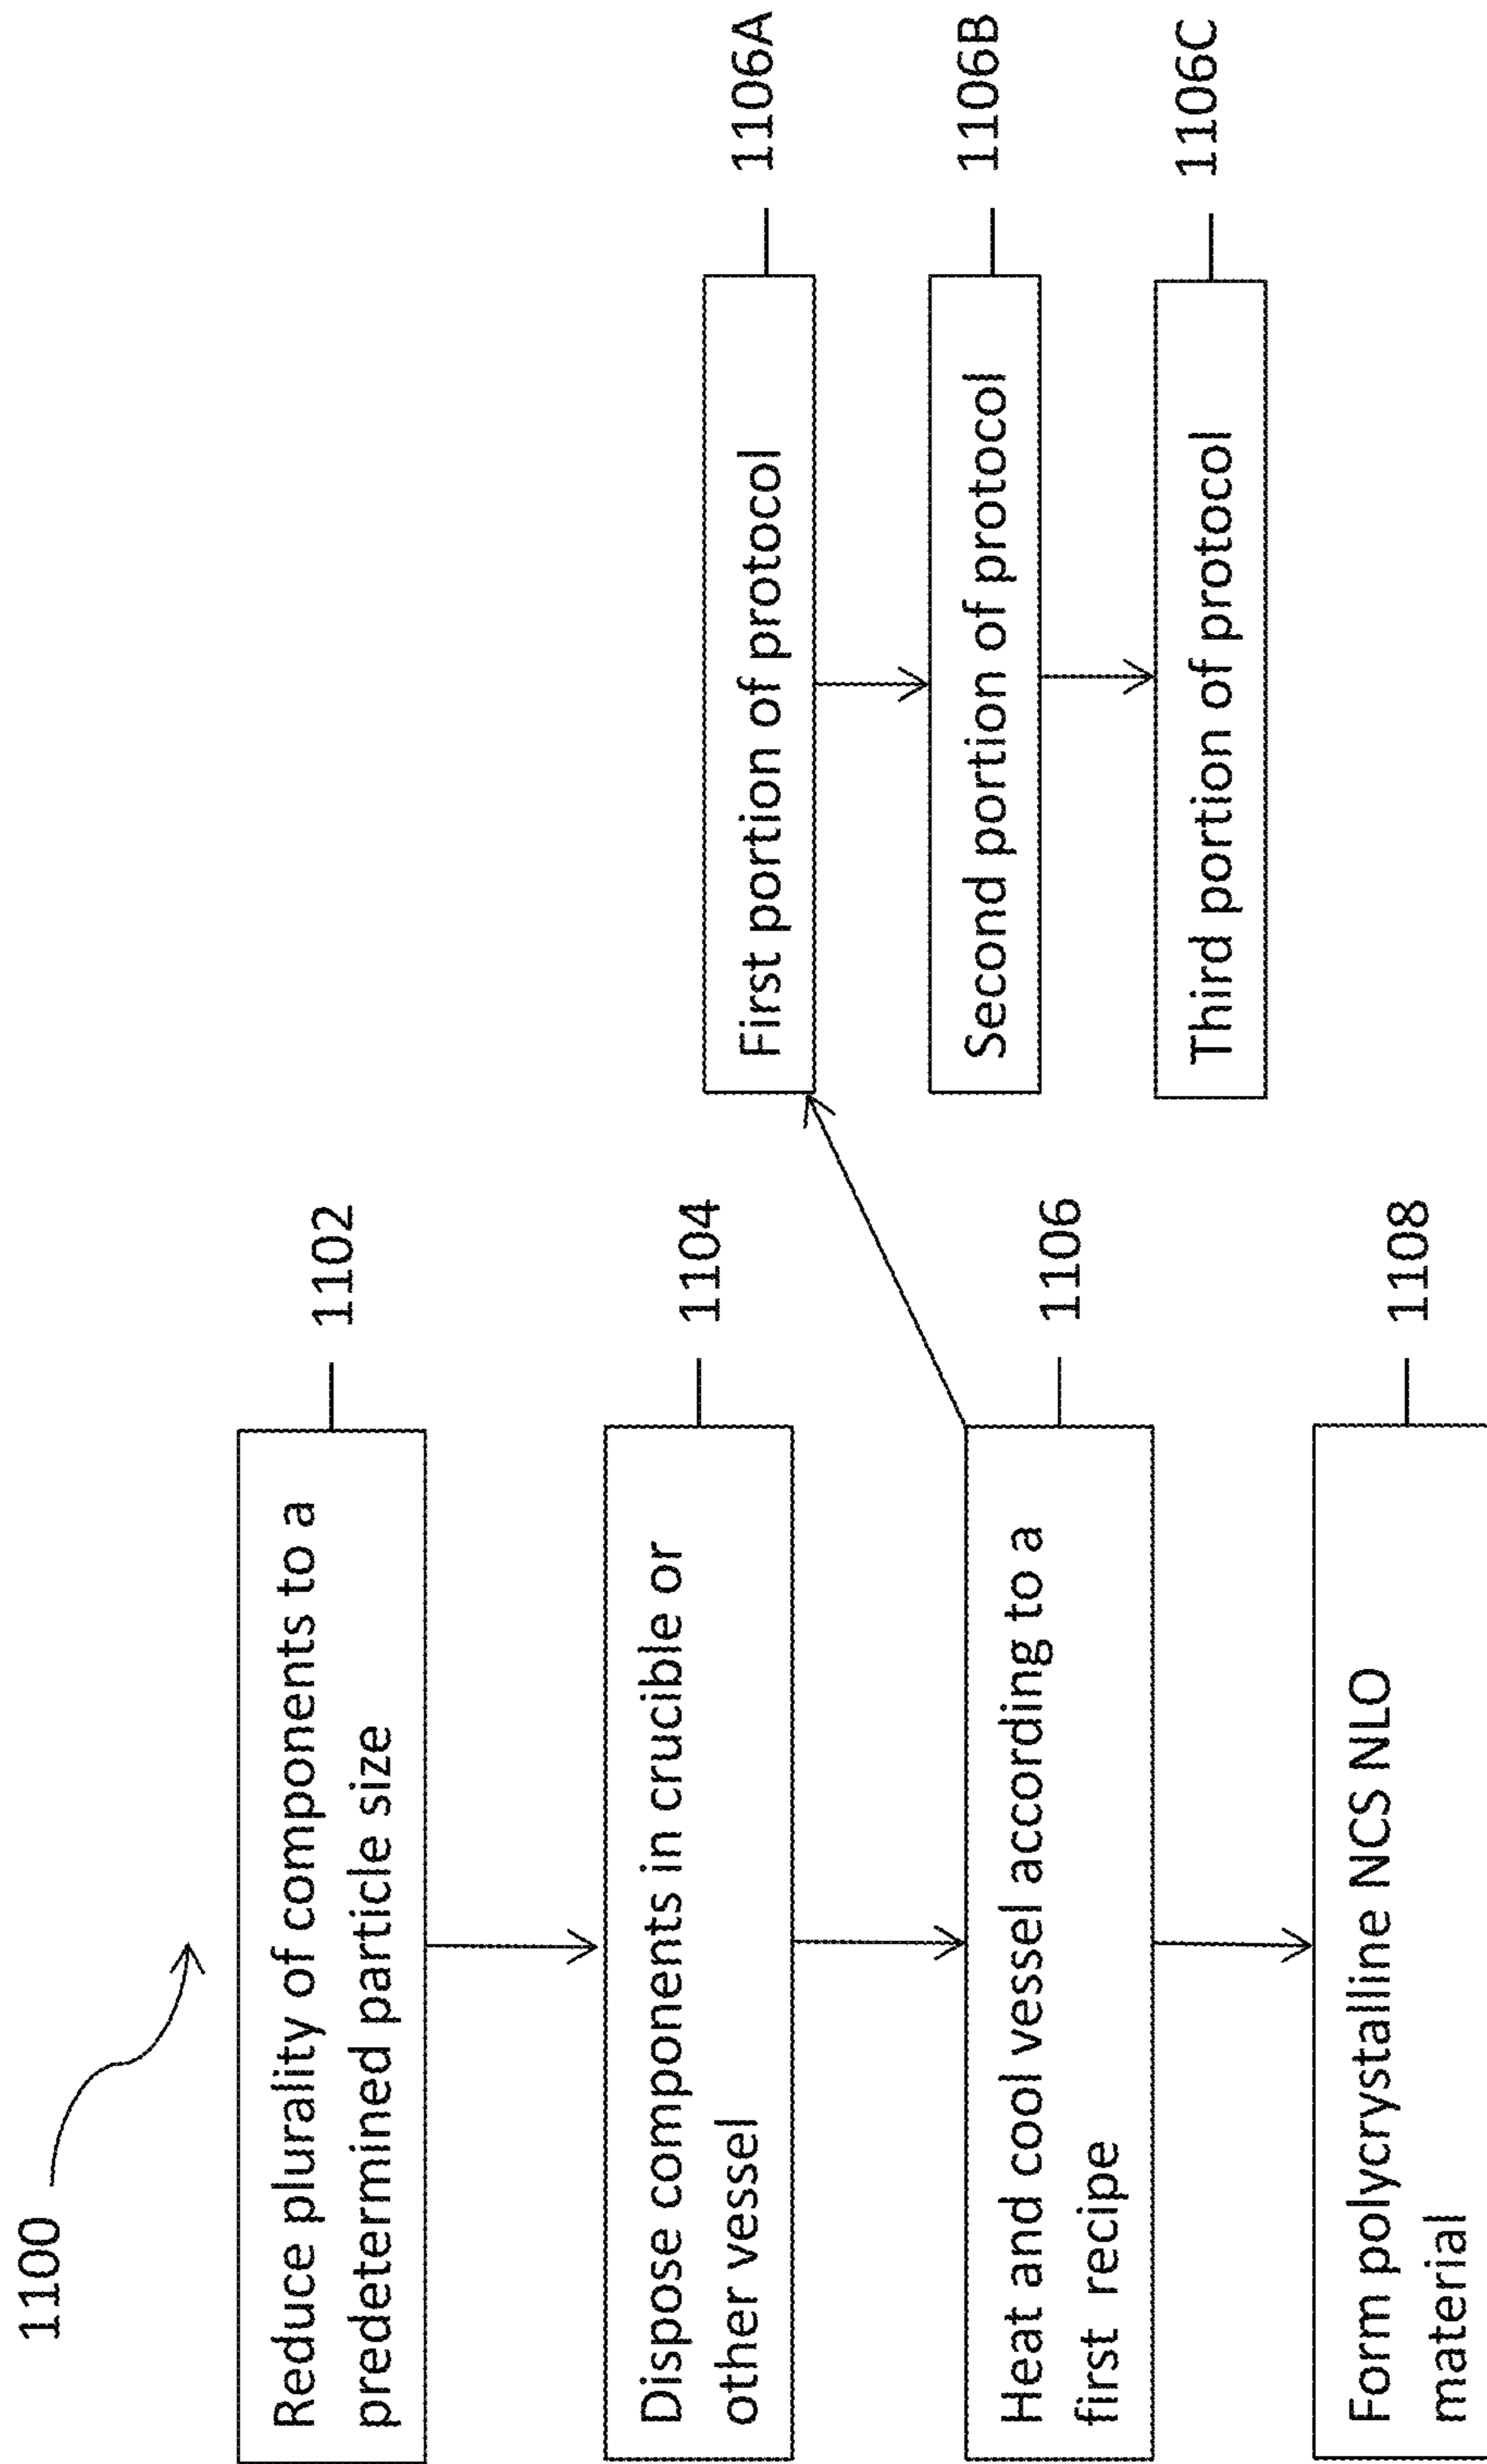 1100
Reduce plurality of components to a
predetermined particle size
1102
Dispose components in crucible or
other vessel
1104
Heat and cool vessel according to a
first recipe
1106
Form polycrystalline NCS NLO
material
1108
First portion of protocol
1106A
Second portion of protocol
1106B
Third portion of protocol
1106C